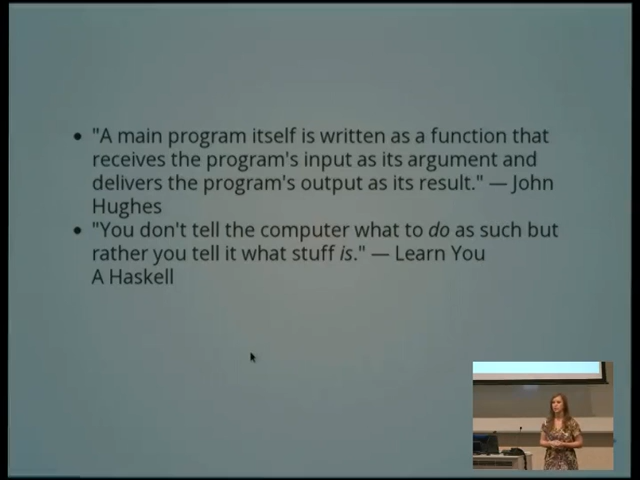 • "A main program itself is written as a function that
receives the program's input as its argument and
delivers the program's output as its result." — John
Hughes
• "You don't tell the computer what to do as such but
rather you tell it what stuff is." — Learn You
A Haskell